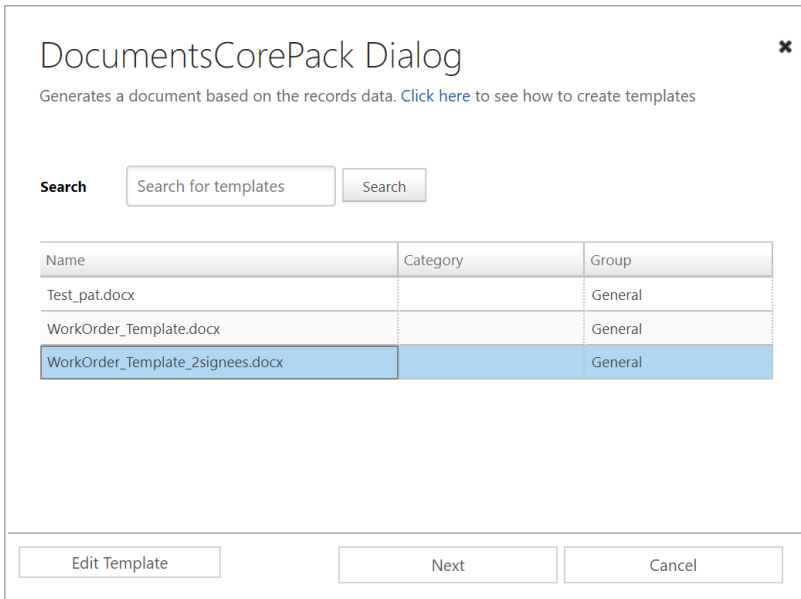 DocumentsCorePack Dialog
Generates a document based on the records data. Click here to see how to create templates
Search Search for templates Search
Name Category Group
Test_pat.docx General
WorkOrder_Template.docx General
WorkOrder_Template_2signees.docx General
Edit Template Next Cancel